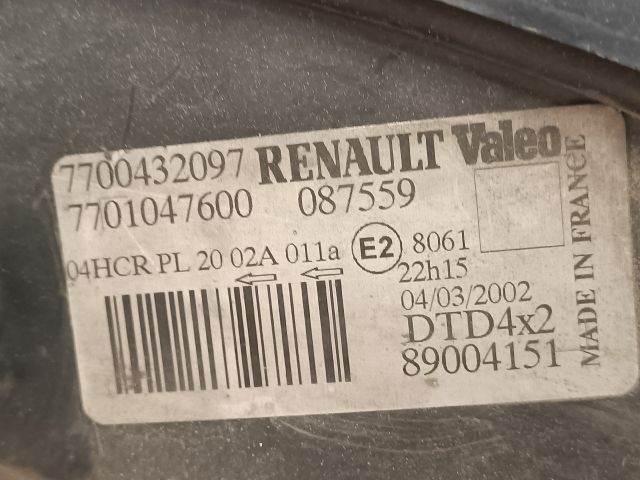 7700432097 RENAULT Valeo
7701047600 087559
04HCR PL 20 02A 011a E2 8061
22h15
04/03/2002
DTD4x2
89004151
MADE IN FRANCE